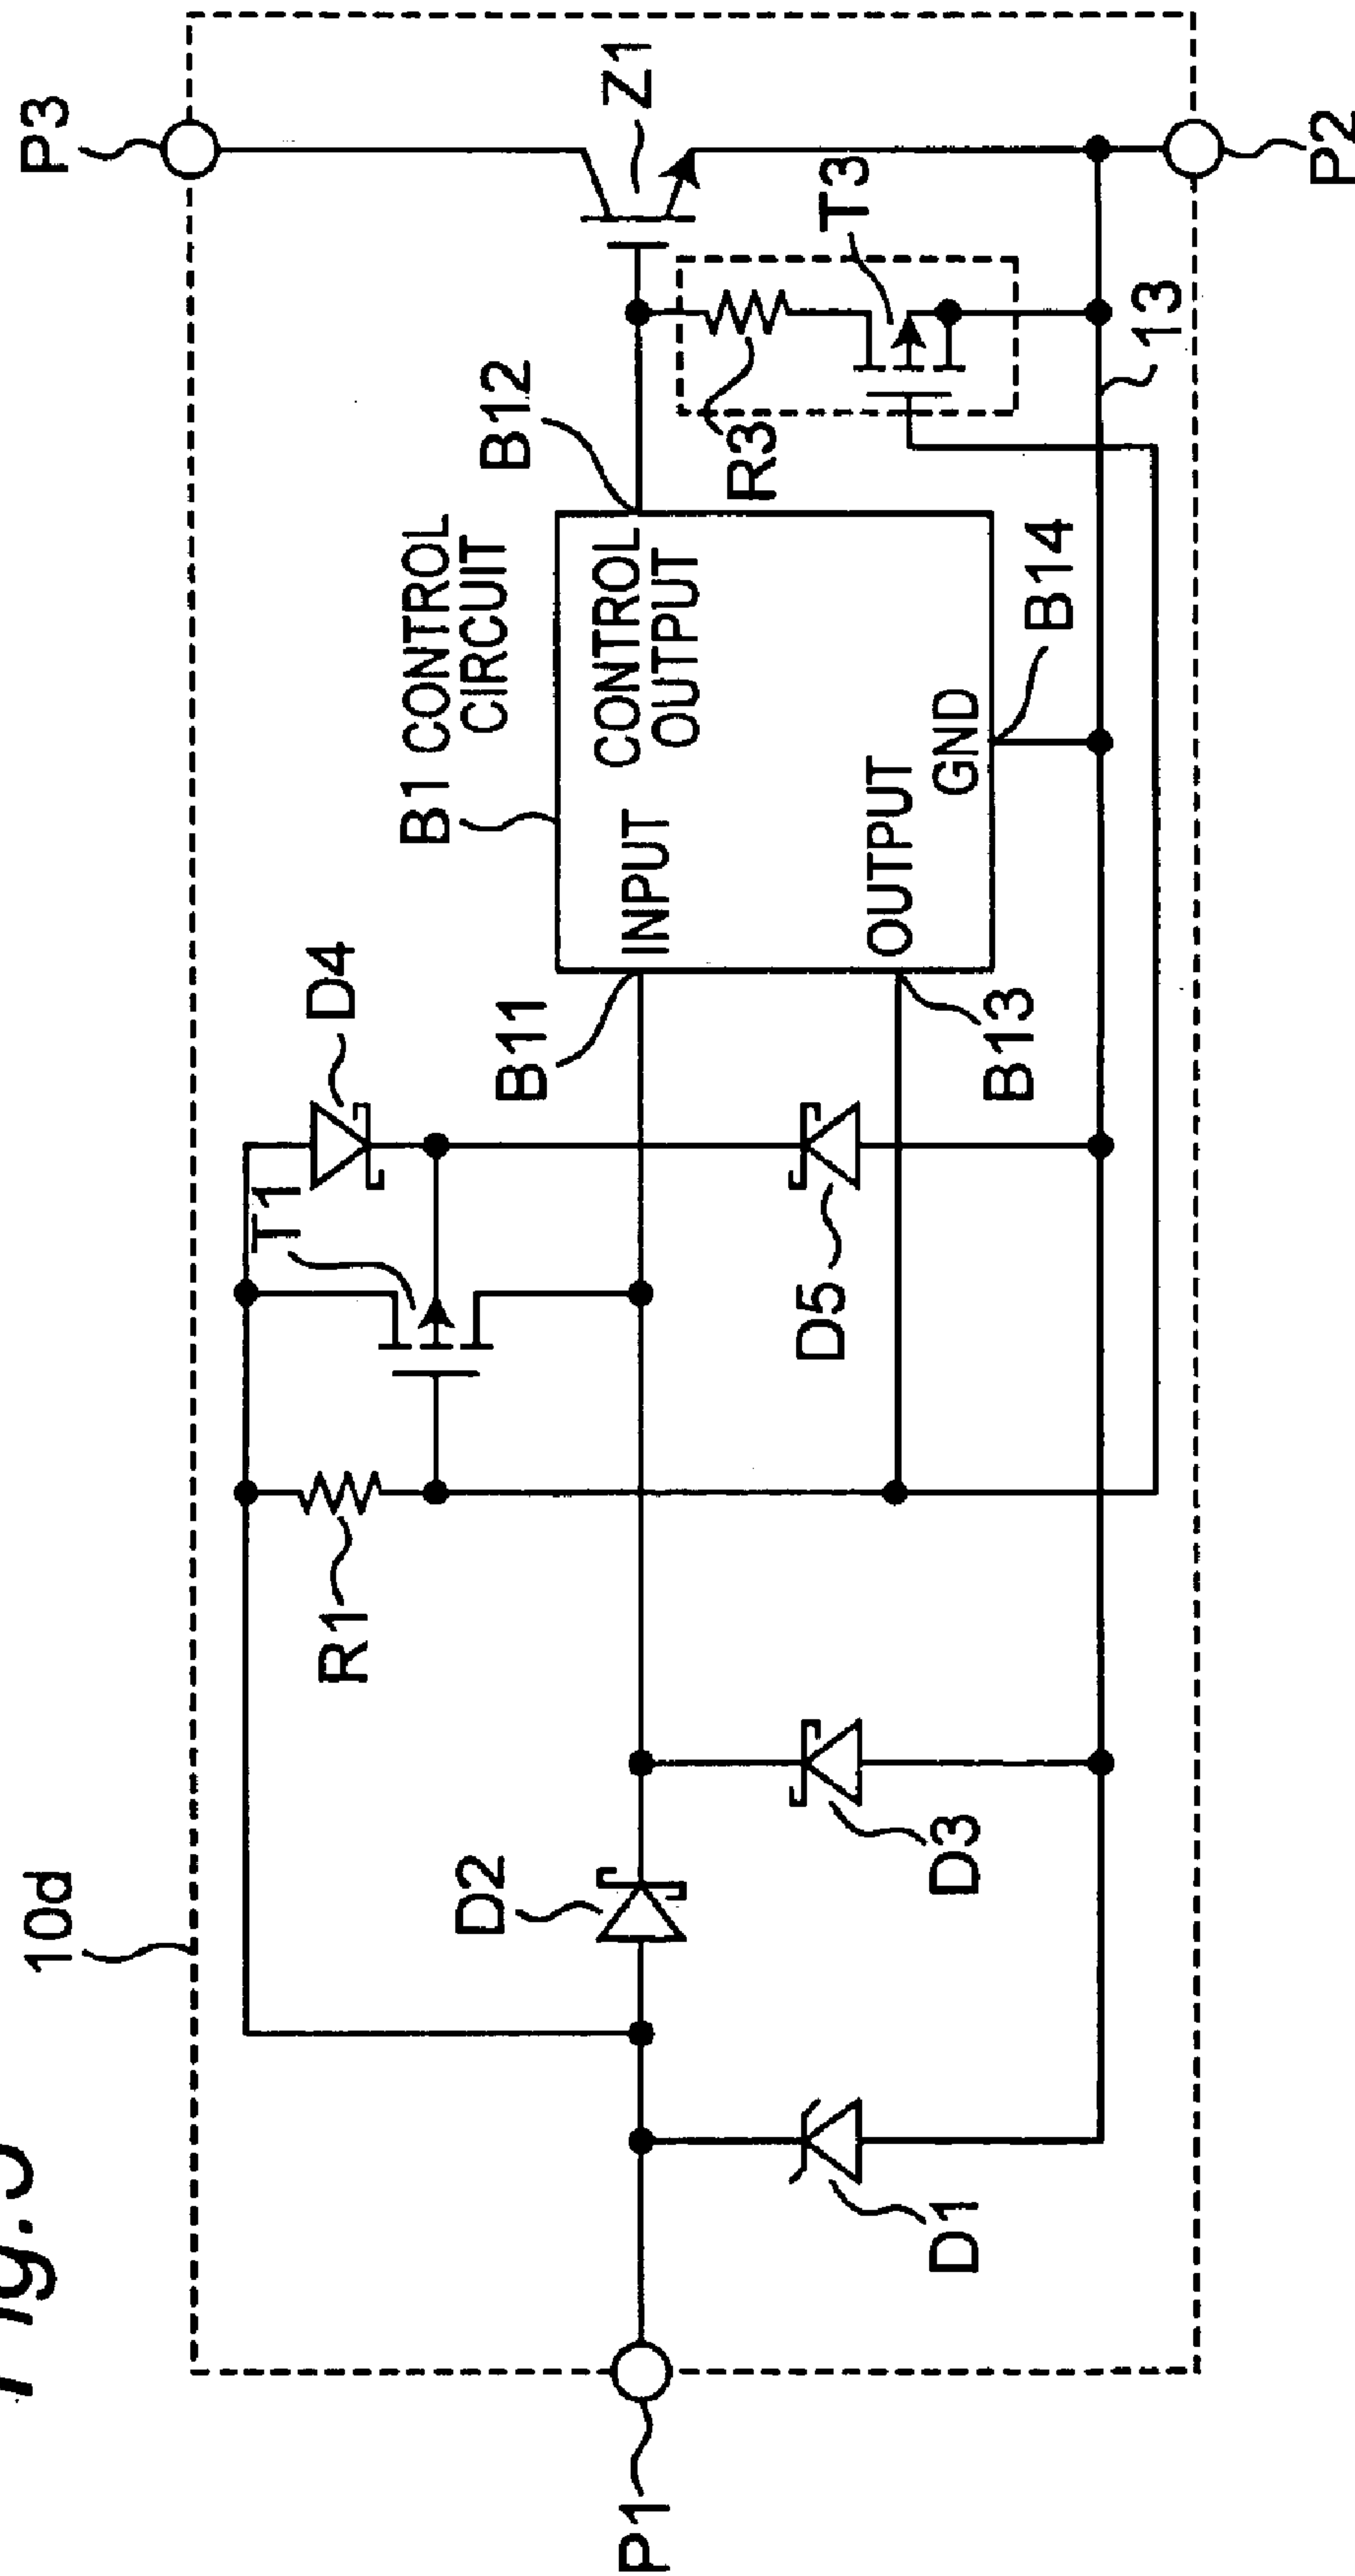 10d
P3
Z1
T3
R3
B12
B1 CONTROL
CIRCUIT
CONTROL
OUTPUT
INPUT
OUTPUT
GND
B14
B11
B13
13
D4
T1
R1
D5
D2
D3
D1
P1
P2